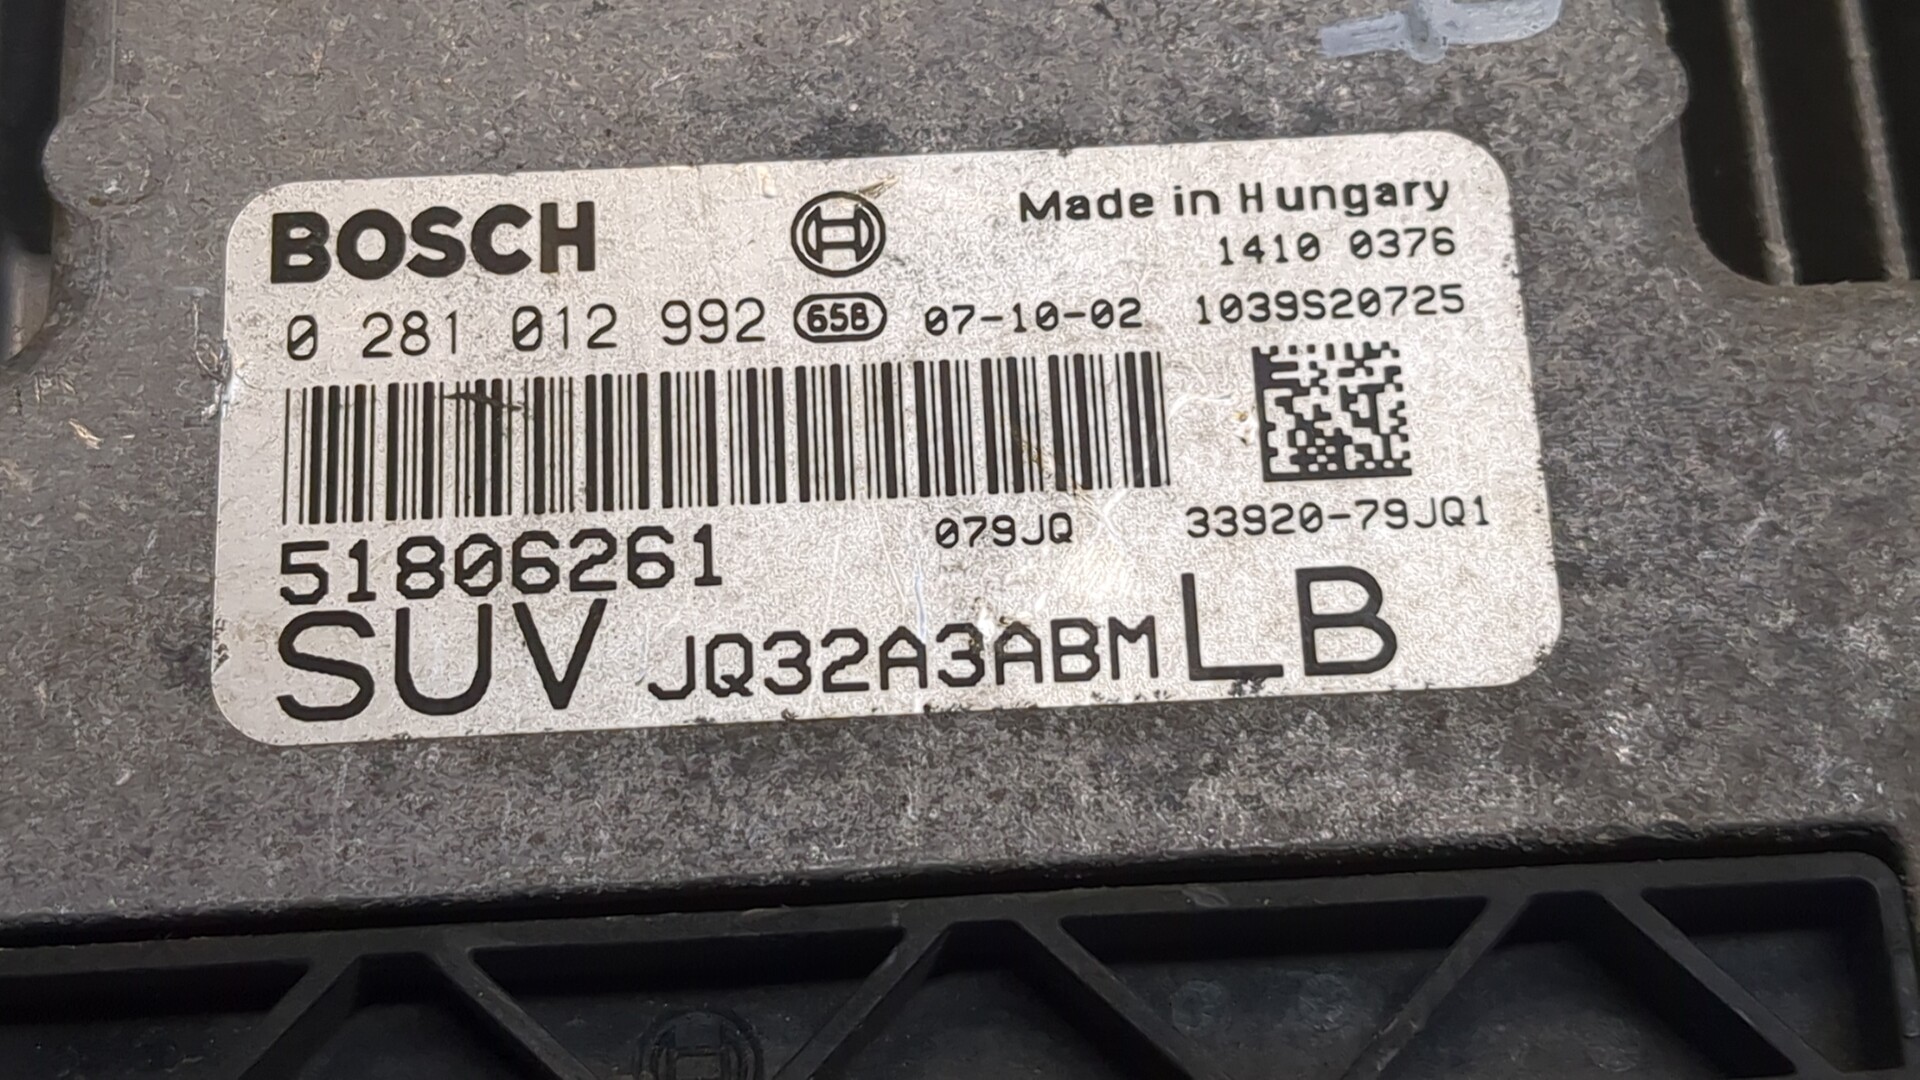 BOSCH
Made in Hungary
1410 0376
0 281 012 992 658 07-10-02 1039S20725
51806261 079JQ 33920-79JQ1
SUV JQ32A3ABM LB